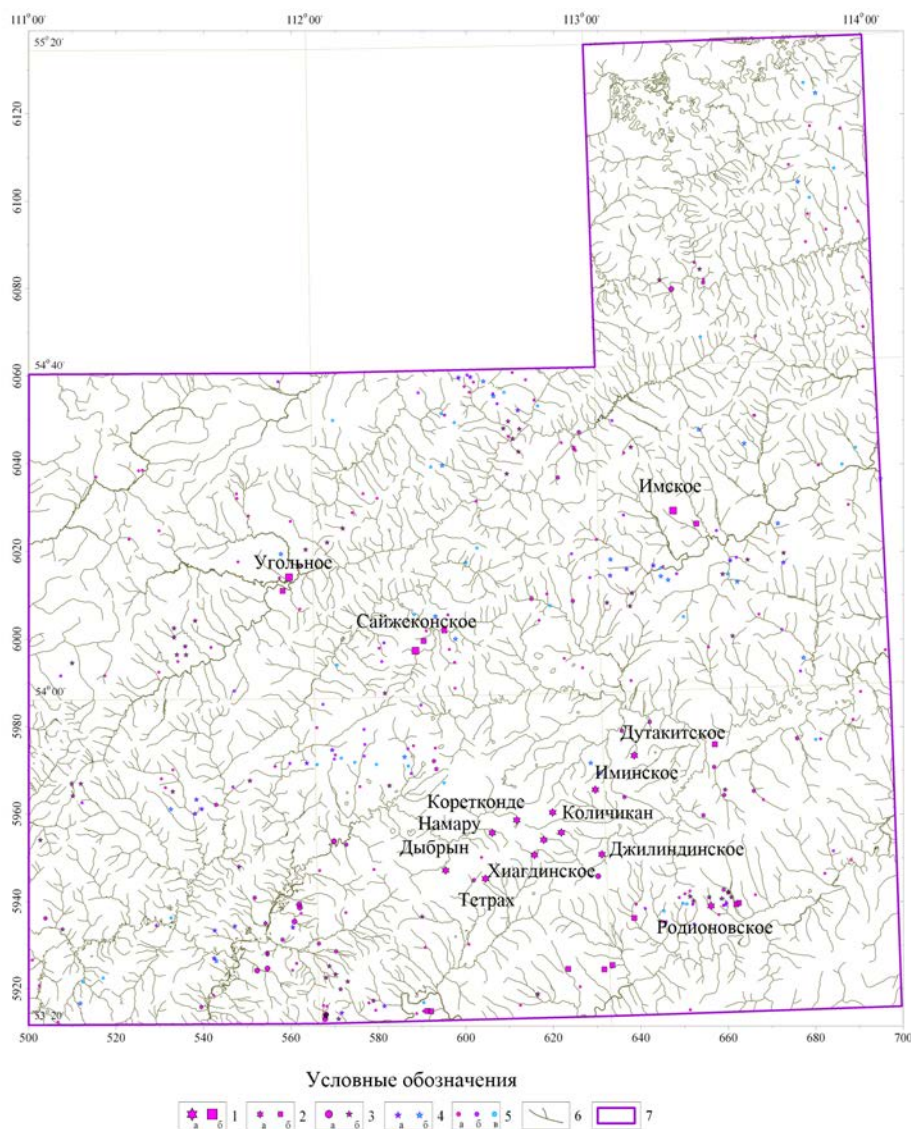 111°00' 112°00' 113°00' 114°00'
55°20'
6120
6100
6080
54°40'
6060
6040
Имское
6020
Угольное
Сайжеконское
6000
54°00'
5980
Дутакитское
Иминское
Коретконде
Количикан
5960
Намару
Дыбрын
Джилиндинское
Хиагдинское
5940
Тетрах
Родионовское
5920
53°20'
500 520 540 560 580 600 620 640 660 680 700
Условные обозначения
а б 1 а б 2 а б 3 а б 4 а б в 5 6 7